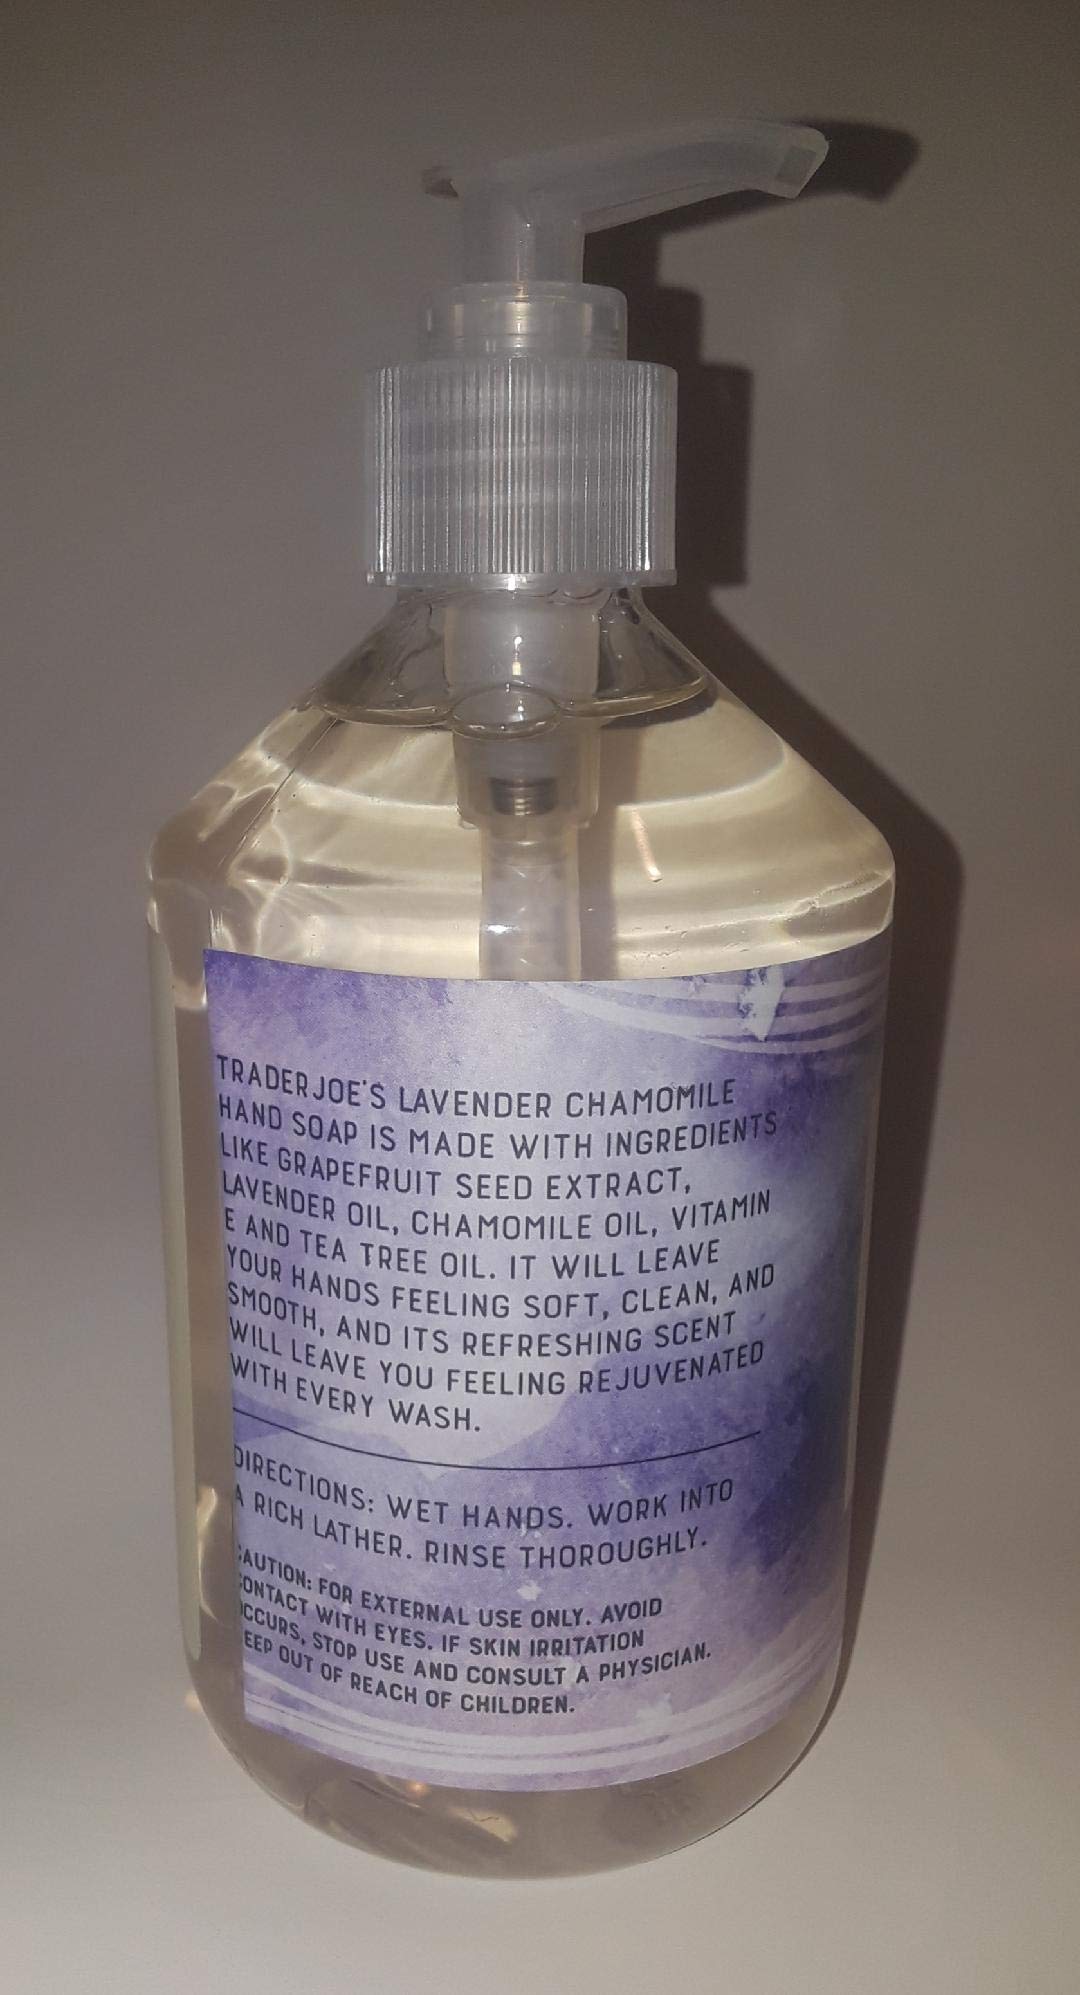 TRADER JOE'S LAVENDER CHAMOMILE
HAND SOAP IS MADE WITH INGREDIENTS
LIKE GRAPEFRUIT SEED EXTRACT,
LAVENDER OIL, CHAMOMILE OIL, VITAMIN
E AND TEA TREE OIL. IT WILL LEAVE
YOUR HANDS FEELING SOFT, CLEAN, AND
SMOOTH, AND ITS REFRESHING SCENT
WILL LEAVE YOU FEELING REJUVENATED
WITH EVERY WASH.
DIRECTIONS: WET HANDS. WORK INTO
A RICH LATHER. RINSE THOROUGHLY.
CAUTION: FOR EXTERNAL USE ONLY. AVOID
CONTACT WITH EYES. IF SKIN IRRITATION
OCCURS, STOP USE AND CONSULT A PHYSICIAN.
KEEP OUT OF REACH OF CHILDREN.